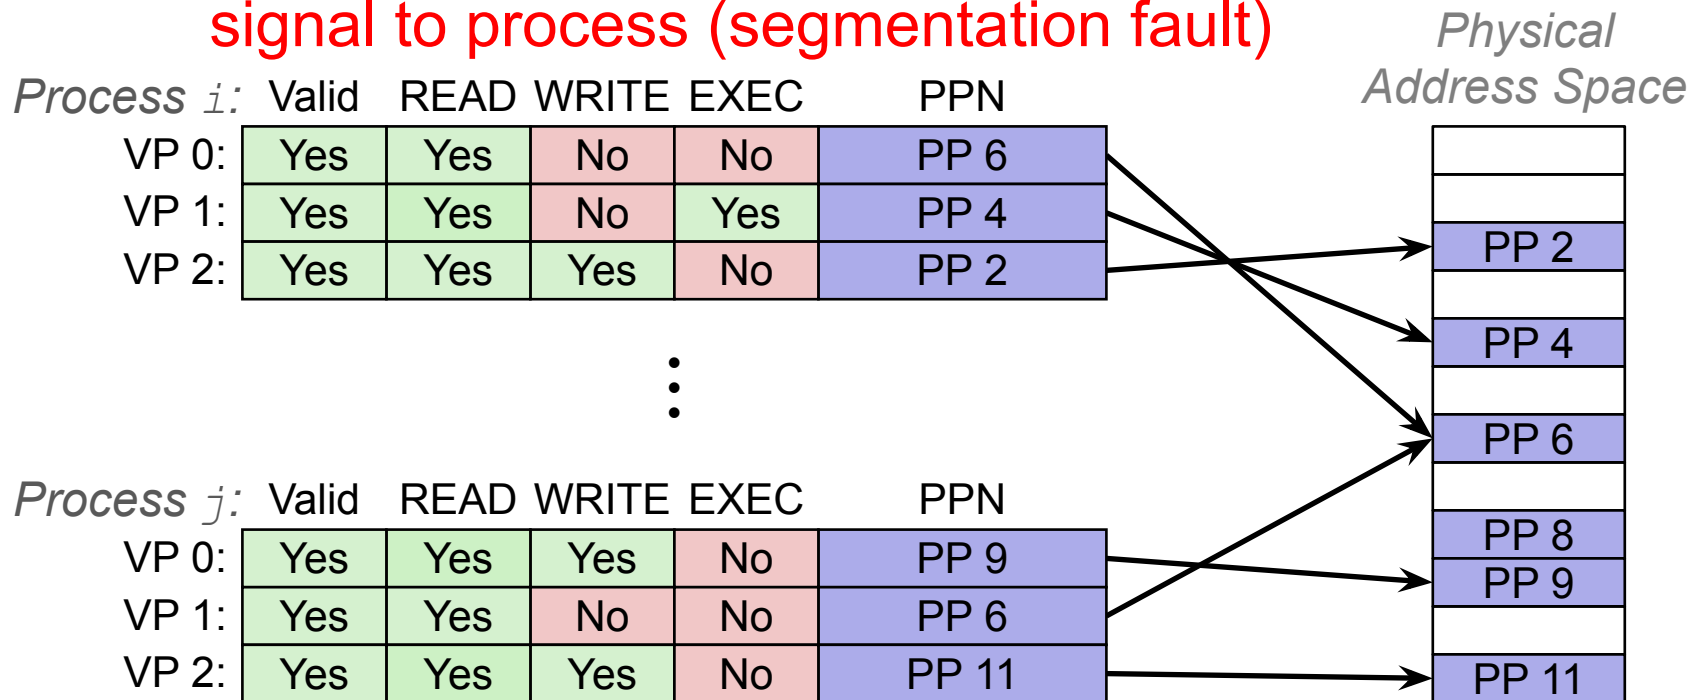 signal to process (segmentation fault)
Physical
Address Space
Process i: Valid READ WRITE EXEC PPN
VP 0: Yes Yes No No PP 6
VP 1: Yes Yes No Yes PP 4
VP 2: Yes Yes Yes No PP 2
PP 2
PP 4
PP 6
PP 8
PP 9
PP 11
Process j: Valid READ WRITE EXEC PPN
VP 0: Yes Yes Yes No PP 9
VP 1: Yes Yes No No PP 6
VP 2: Yes Yes Yes No PP 11